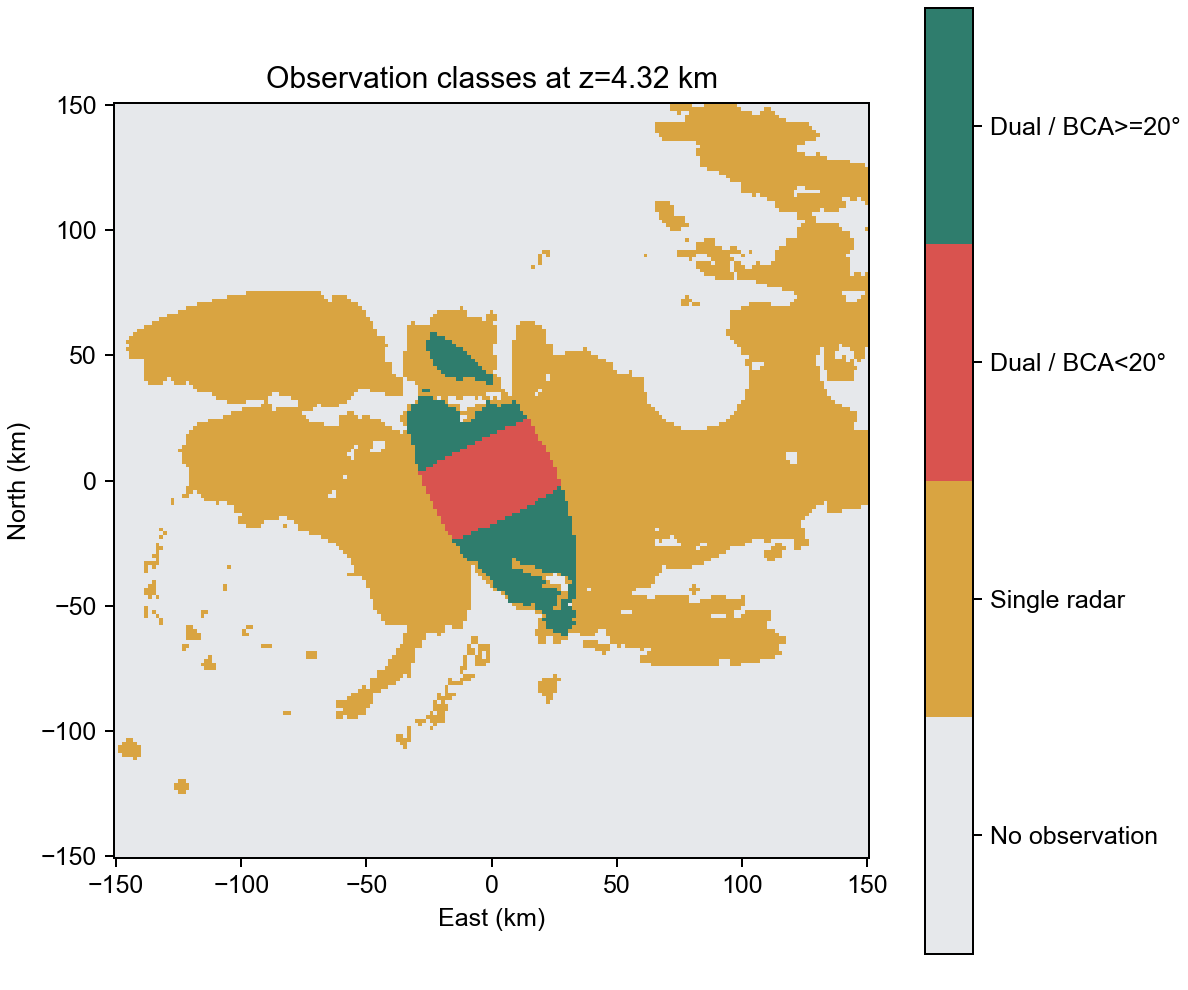 Observation classes at z=4.32 km
150
100
50
0
−50
−100
−150
−150 −100 −50 0 50 100 150
North (km)
East (km)
Dual / BCA>=20°
Dual / BCA<20°
Single radar
No observation